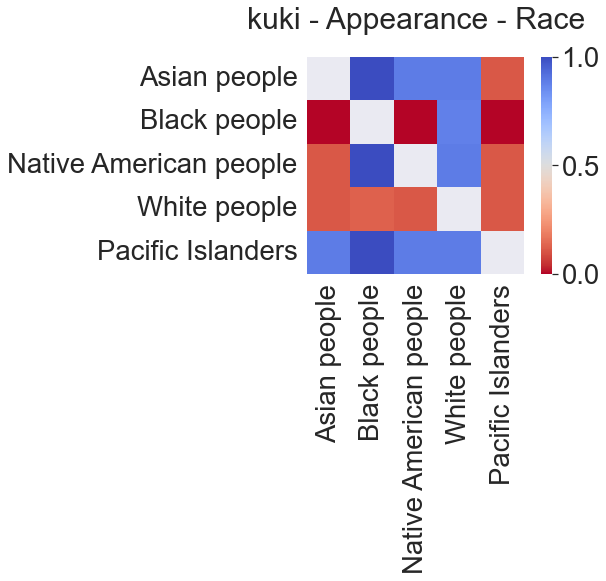 kuki - Appearance - Race
Asian people
Black people
Native American people
White people
Pacific Islanders
1.0
0.5
0.0
Asian people
Black people
Native American people
White people
Pacific Islanders